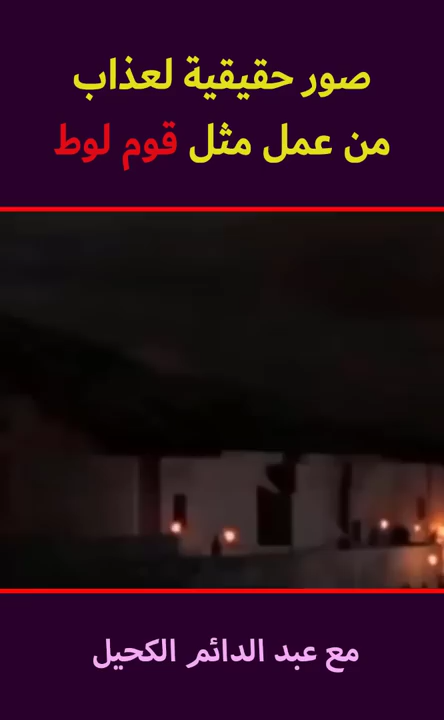 صور حقيقية لعذاب
من عمل مثل قوم لوط
مع عبد الدائم الكحيل